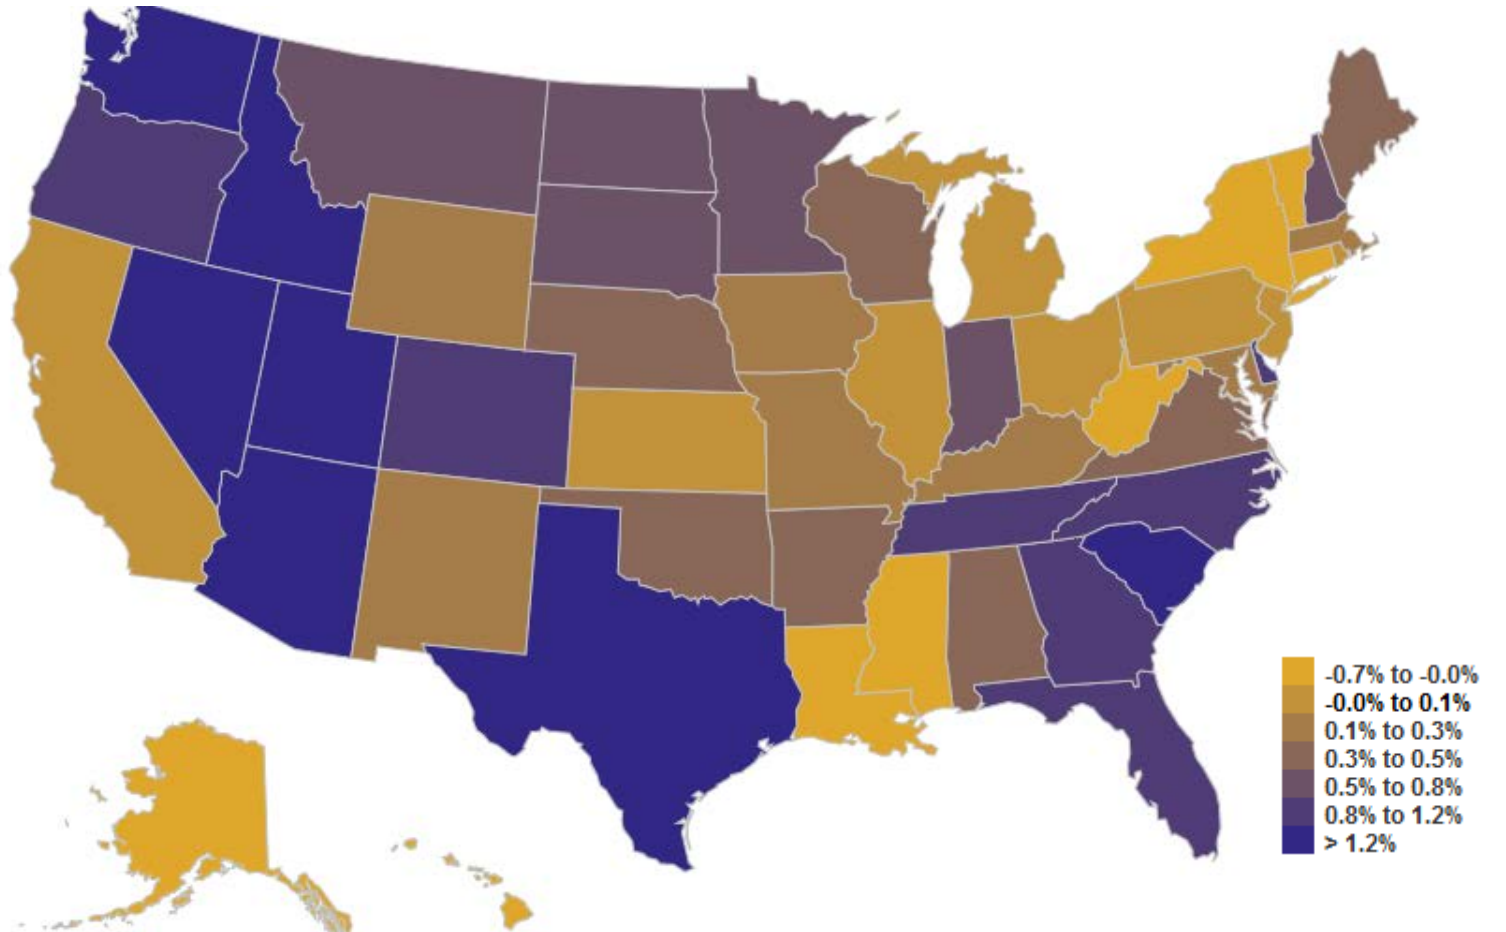 -0.7% to -0.0%
-0.0% to 0.1%
0.1% to 0.3%
0.3% to 0.5%
0.5% to 0.8%
0.8% to 1.2%
> 1.2%